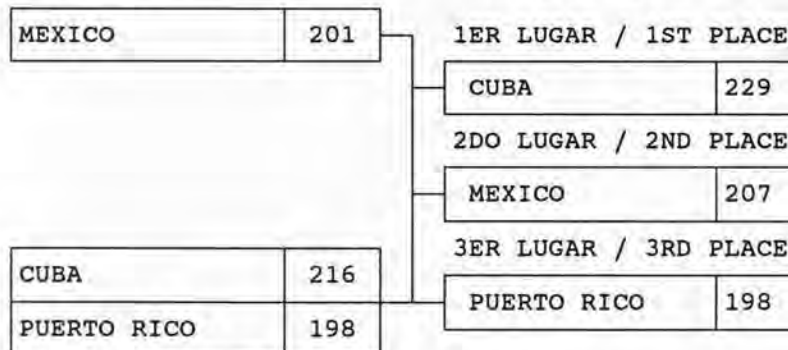 MEXICO 201
CUBA 216
PUERTO RICO 198
1ER LUGAR / 1ST PLACE
CUBA 229
2DO LUGAR / 2ND PLACE
MEXICO 207
3ER LUGAR / 3RD PLACE
PUERTO RICO 198